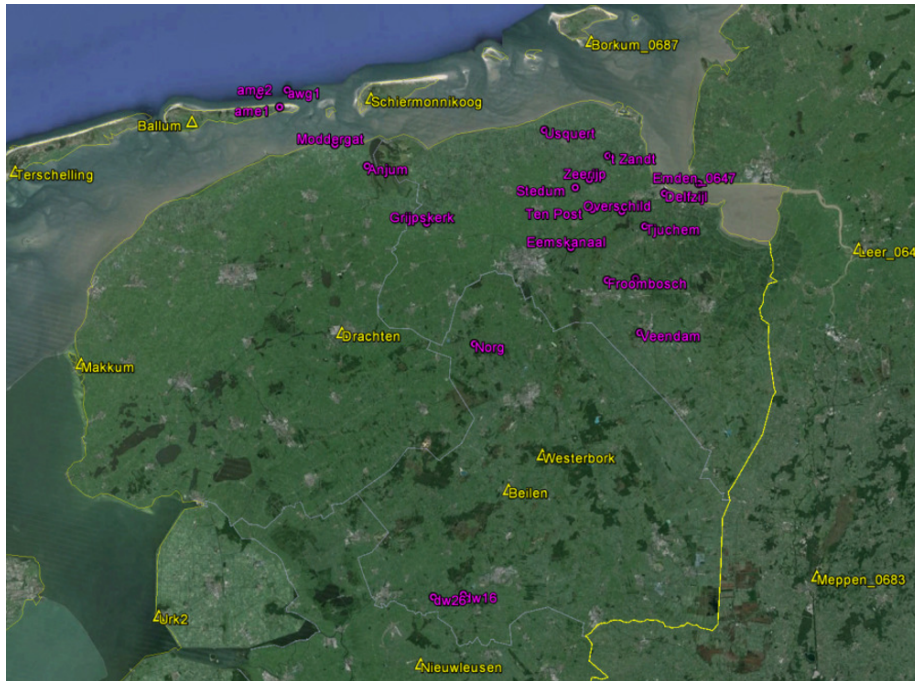 Borkum_0687
ame2
awg1
Schiermonnikoog
ame1
Ballum
Usquert
Moddergat
't Zandt
Anjum
Terschelling
Zeerijp
Emden_0647
Stedum
Delfzijl
Overschild
Ten Post
Grijpskerk
Tjuchem
Eemskanaal
Leer_064
Froombosch
Drachten
Veendam
Norg
Makkum
Westerbork
Beilen
Meppen_0683
dw26
dw16
Urk2
Nieuwleusen